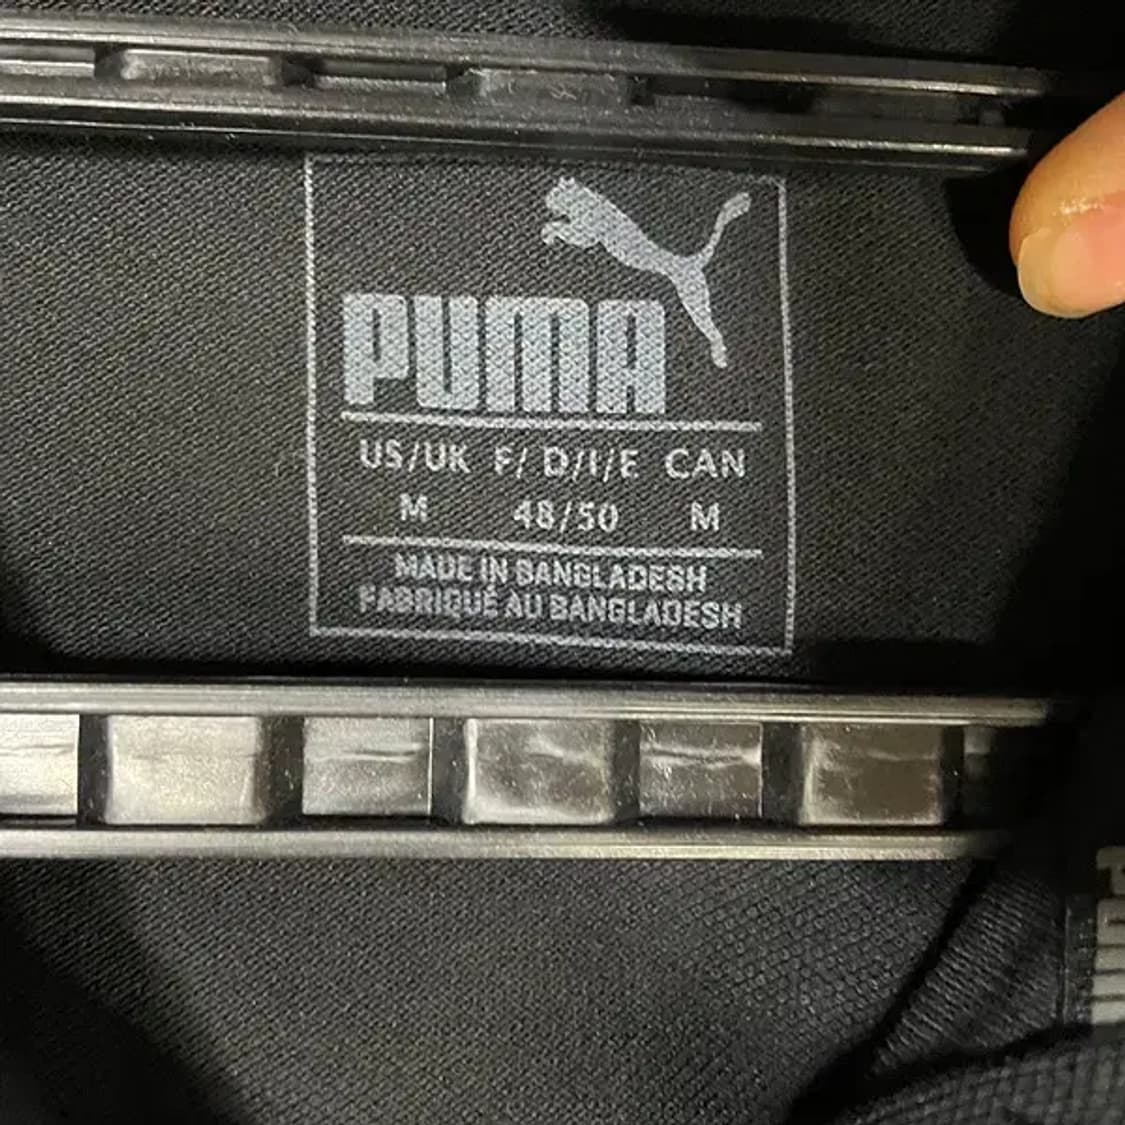 PUMA
US/UK F/ D/I/E CAN
M 48/50 M
MADE IN BANGLADESH
FABRIQUÉ AU BANGLADESH